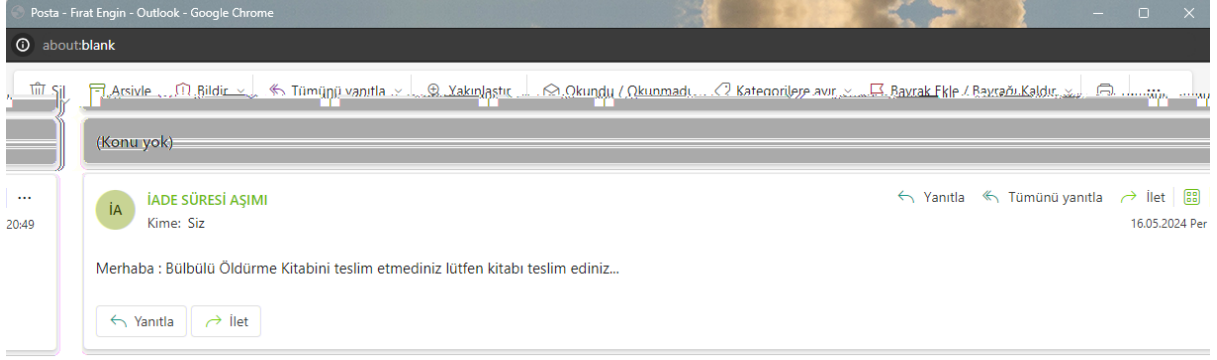 Posta - Fırat Engin - Outlook - Google Chrome
about:blank
Sil Arşivle Bildir Tümünü yanıtla Yakınlaştır Okundu / Okunmadı Kategorilere ayır Bayrak Ekle / Bayrağı Kaldır ...
(Konu yok)
... İA İADE SÜRESİ AŞIMI Yanıtla Tümünü yanıtla İlet
20:49 Kime: Siz 16.05.2024 Per
Merhaba : Bülbülü Öldürme Kitabini teslim etmediniz lütfen kitabı teslim ediniz...
Yanıtla İlet